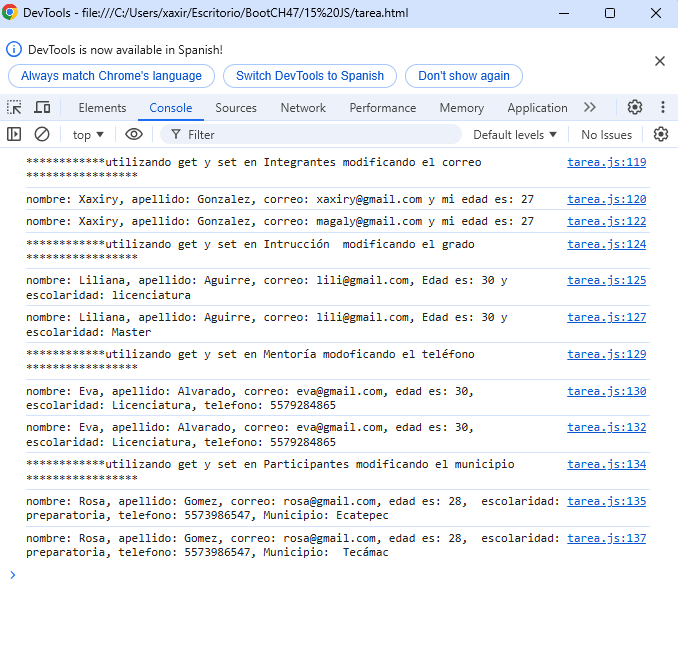 DevTools - file:///C:/Users/xaxir/Escritorio/BootCH47/15%20JS/tarea.html
DevTools is now available in Spanish!
Always match Chrome's language Switch DevTools to Spanish Don't show again
Elements Console Sources Network Performance Memory Application
top Filter Default levels No Issues
************utilizando get y set en Integrantes modificando el correo tarea.js:119
*****************
nombre: Xaxiry, apellido: Gonzalez, correo: xaxiry@gmail.com y mi edad es: 27 tarea.js:120
nombre: Xaxiry, apellido: Gonzalez, correo: magaly@gmail.com y mi edad es: 27 tarea.js:122
************utilizando get y set en Intrucción  modificando el grado tarea.js:124
*****************
nombre: Liliana, apellido: Aguirre, correo: lili@gmail.com, Edad es: 30 y tarea.js:125
escolaridad: licenciatura
nombre: Liliana, apellido: Aguirre, correo: lili@gmail.com, Edad es: 30 y tarea.js:127
escolaridad: Master
************utilizando get y set en Mentoría modoficando el teléfono tarea.js:129
*****************
nombre: Eva, apellido: Alvarado, correo: eva@gmail.com, edad es: 30, tarea.js:130
escolaridad: Licenciatura, telefono: 5579284865
nombre: Eva, apellido: Alvarado, correo: eva@gmail.com, edad es: 30, tarea.js:132
escolaridad: Licenciatura, telefono: 5579284865
************utilizando get y set en Participantes modificando el municipio tarea.js:134
*****************
nombre: Rosa, apellido: Gomez, correo: rosa@gmail.com, edad es: 28,  escolaridad: tarea.js:135
preparatoria, telefono: 5573986547, Municipio: Ecatepec
nombre: Rosa, apellido: Gomez, correo: rosa@gmail.com, edad es: 28,  escolaridad: tarea.js:137
preparatoria, telefono: 5573986547, Municipio:  Tecámac